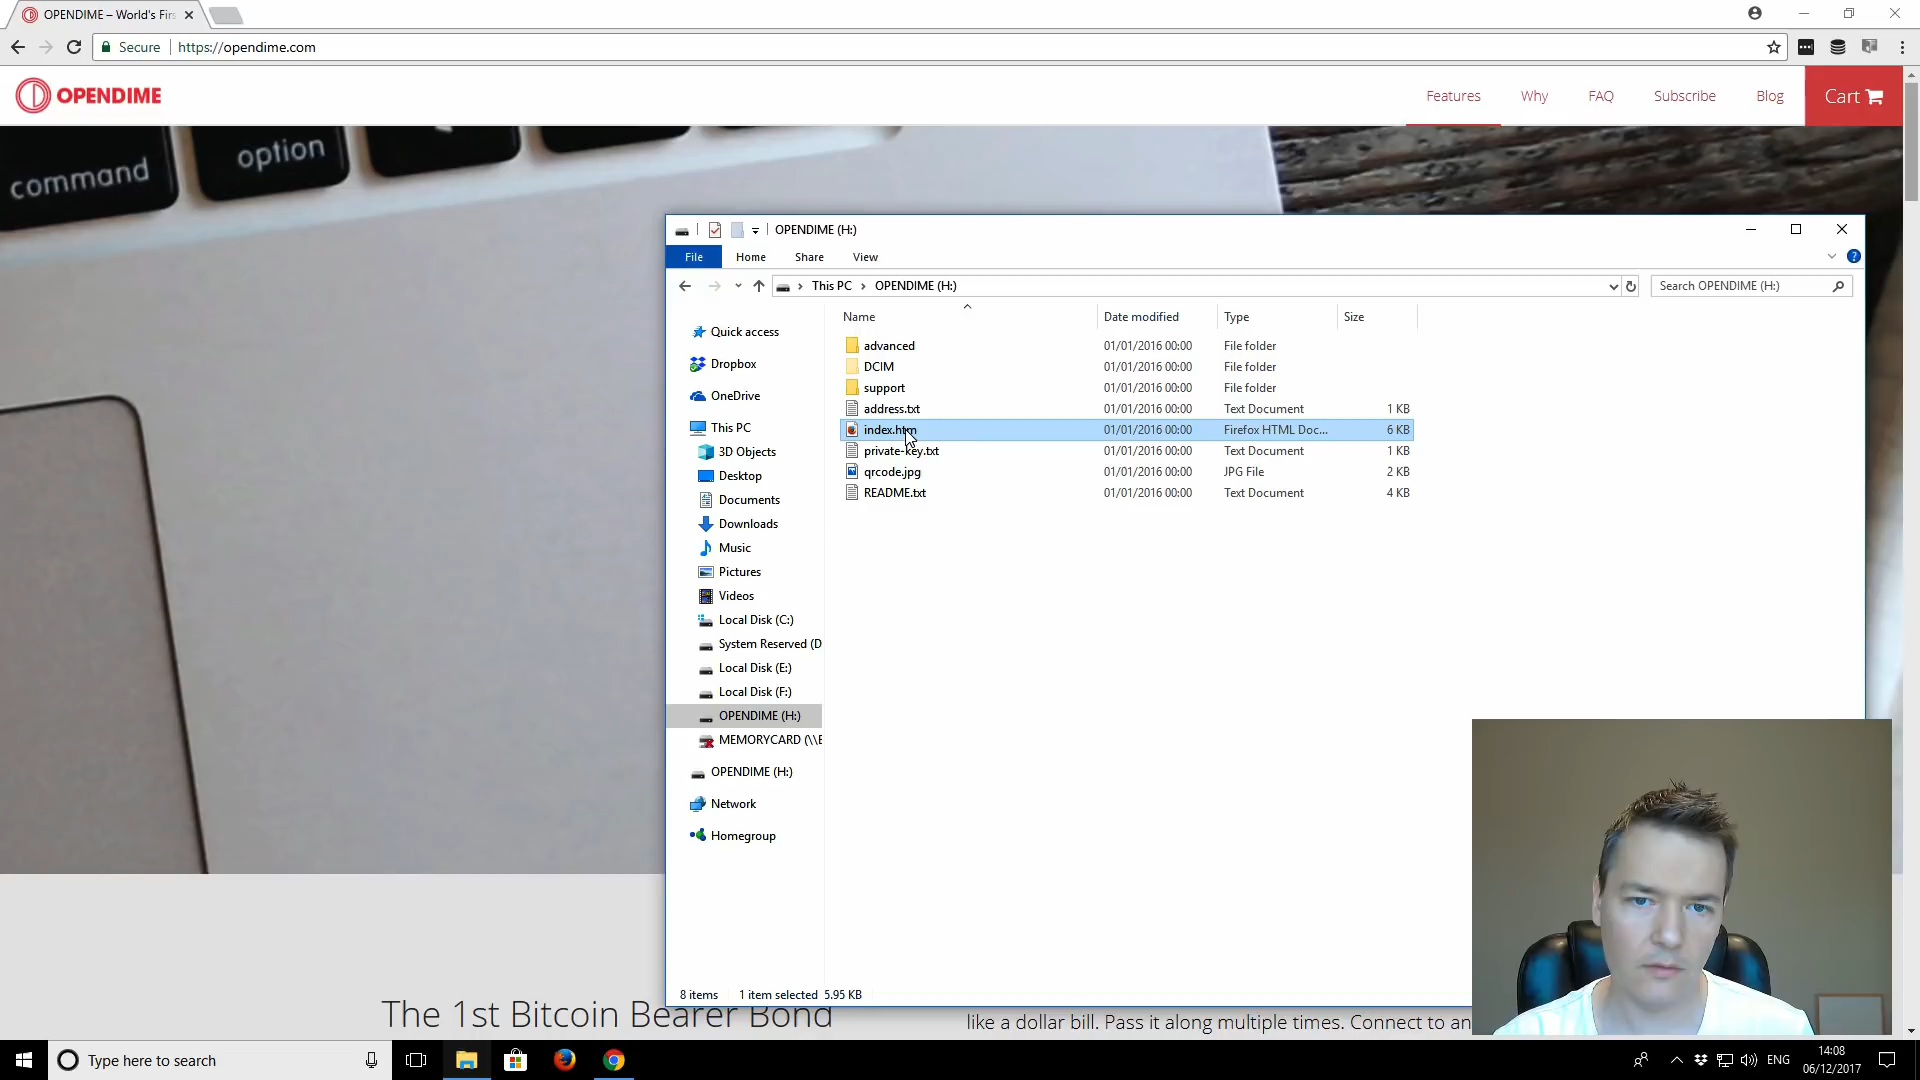 OPENDIME – World's Fir
Secure https://opendime.com
OPENDIME
Features Why FAQ Subscribe Blog Cart
command option
OPENDIME (H:)
File Home Share View
This PC OPENDIME (H:) Search OPENDIME (H:)
Name Date modified Type Size
Quick access
Dropbox
OneDrive
This PC
3D Objects
Desktop
Documents
Downloads
Music
Pictures
Videos
Local Disk (C:)
System Reserved (D
Local Disk (E:)
Local Disk (F:)
OPENDIME (H:)
MEMORYCARD (\\E
OPENDIME (H:)
Network
Homegroup
advanced 01/01/2016 00:00 File folder
DCIM 01/01/2016 00:00 File folder
support 01/01/2016 00:00 File folder
address.txt 01/01/2016 00:00 Text Document 1 KB
index.htm 01/01/2016 00:00 Firefox HTML Doc... 6 KB
private-key.txt 01/01/2016 00:00 Text Document 1 KB
qrcode.jpg 01/01/2016 00:00 JPG File 2 KB
README.txt 01/01/2016 00:00 Text Document 4 KB
8 items 1 item selected 5.95 KB
The 1st Bitcoin Bearer Bond
like a dollar bill. Pass it along multiple times. Connect to an
Type here to search
ENG
14:08
06/12/2017